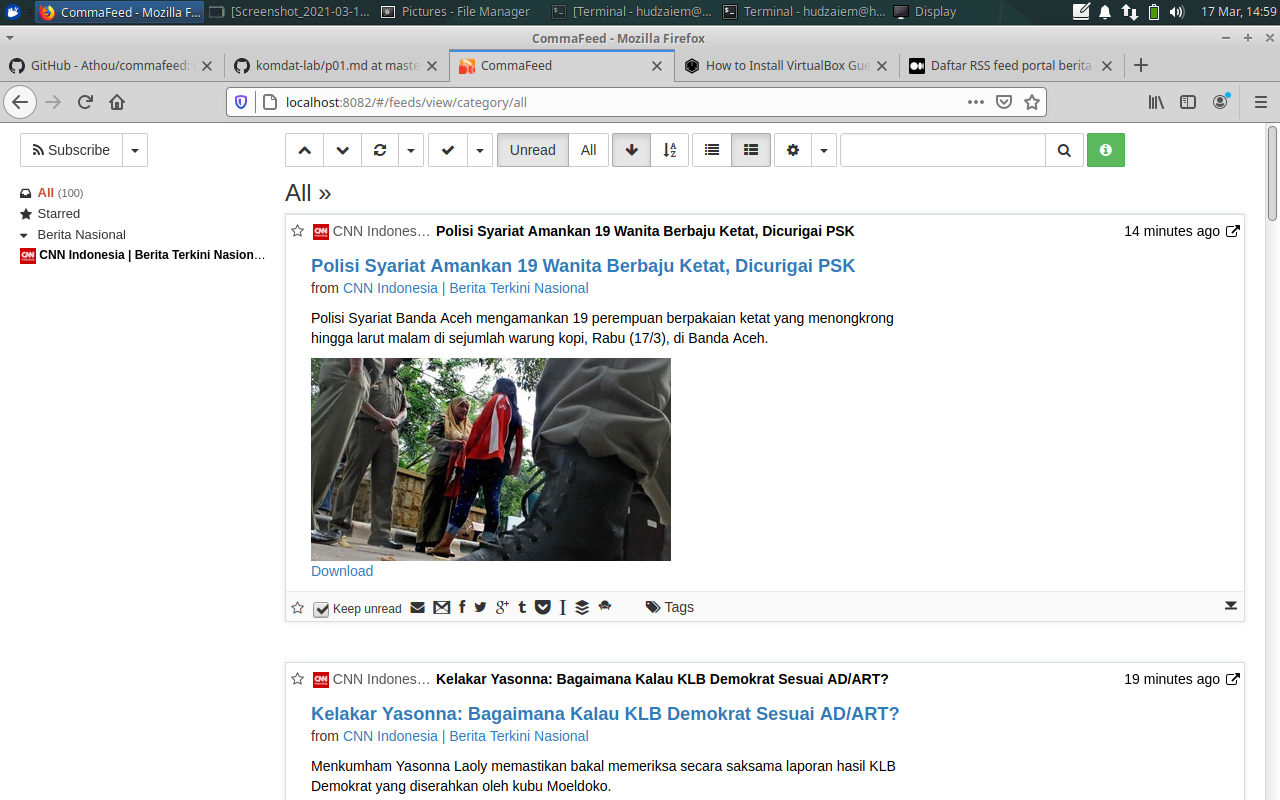 CommaFeed - Mozilla F...
[Screenshot_2021-03-1...
Pictures - File Manager
[Terminal - hudzaiem@...
Terminal - hudzaiem@h...
Display
17 Mar, 14:59
CommaFeed - Mozilla Firefox
GitHub - Athou/commafeed:
komdat-lab/p01.md at maste
CommaFeed
How to Install VirtualBox Gue
Daftar RSS feed portal berita
localhost:8082/#/feeds/view/category/all
Subscribe
Unread
All
All (100)
Starred
Berita Nasional
CNN Indonesia | Berita Terkini Nasion...
All »
CNN Indones... Polisi Syariat Amankan 19 Wanita Berbaju Ketat, Dicurigai PSK 14 minutes ago
Polisi Syariat Amankan 19 Wanita Berbaju Ketat, Dicurigai PSK
from CNN Indonesia | Berita Terkini Nasional
Polisi Syariat Banda Aceh mengamankan 19 perempuan berpakaian ketat yang menongkrong
hingga larut malam di sejumlah warung kopi, Rabu (17/3), di Banda Aceh.
Download
Keep unread
Tags
CNN Indones... Kelakar Yasonna: Bagaimana Kalau KLB Demokrat Sesuai AD/ART? 19 minutes ago
Kelakar Yasonna: Bagaimana Kalau KLB Demokrat Sesuai AD/ART?
from CNN Indonesia | Berita Terkini Nasional
Menkumham Yasonna Laoly memastikan bakal memeriksa secara saksama laporan hasil KLB
Demokrat yang diserahkan oleh kubu Moeldoko.